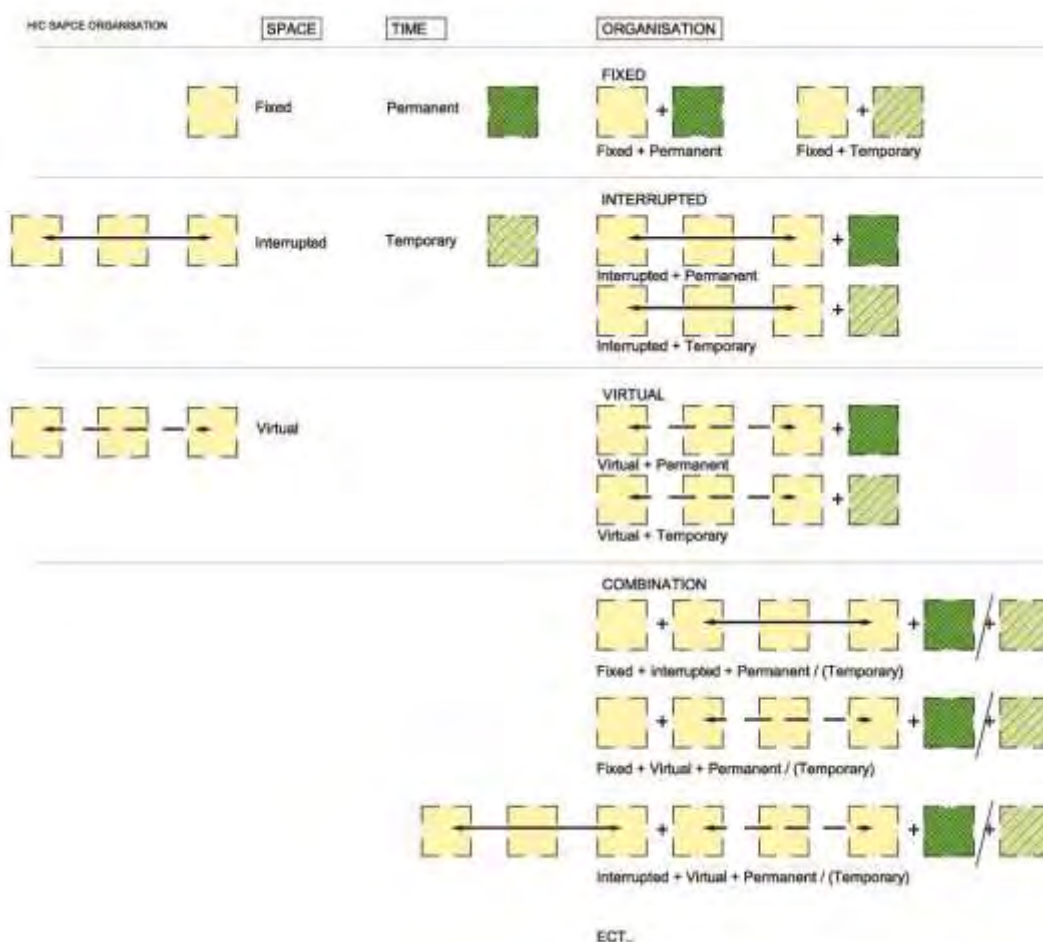 H/C SAPCE ORGANISATION
SPACE
TIME
ORGANISATION
FIXED
Fixed
Permanent
+
+
Fixed + Permanent
Fixed + Temporary
INTERRUPTED
Interrupted
Temporary
+
Interrupted + Permanent
+
Interrupted + Temporary
VIRTUAL
Virtual
+
Virtual + Permanent
+
Virtual + Temporary
COMBINATION
+ + / +
Fixed + interrupted + Permanent / (Temporary)
+ + / +
Fixed + Virtual + Permanent / (Temporary)
+ + / +
Interrupted + Virtual + Permanent / (Temporary)
ECT..